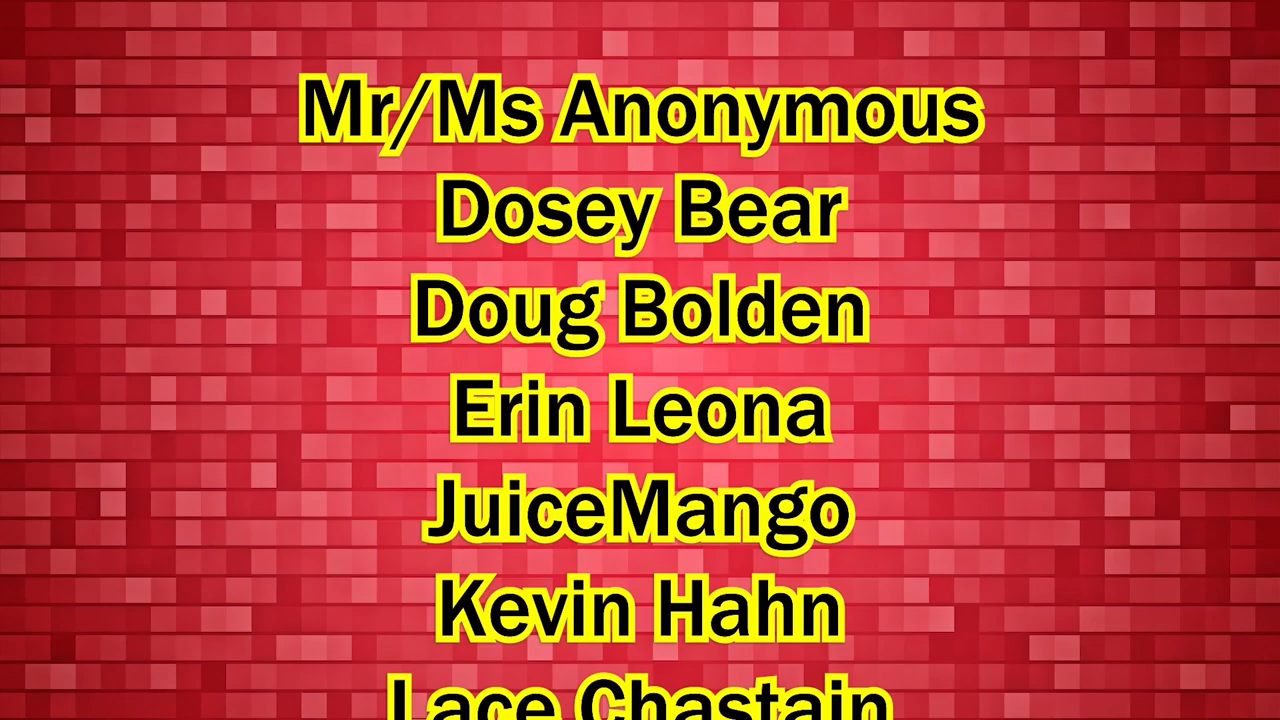 Mr/Ms Anonymous
Dosey Bear
Doug Bolden
Erin Leona
JuiceMango
Kevin Hahn
Lace Chastain